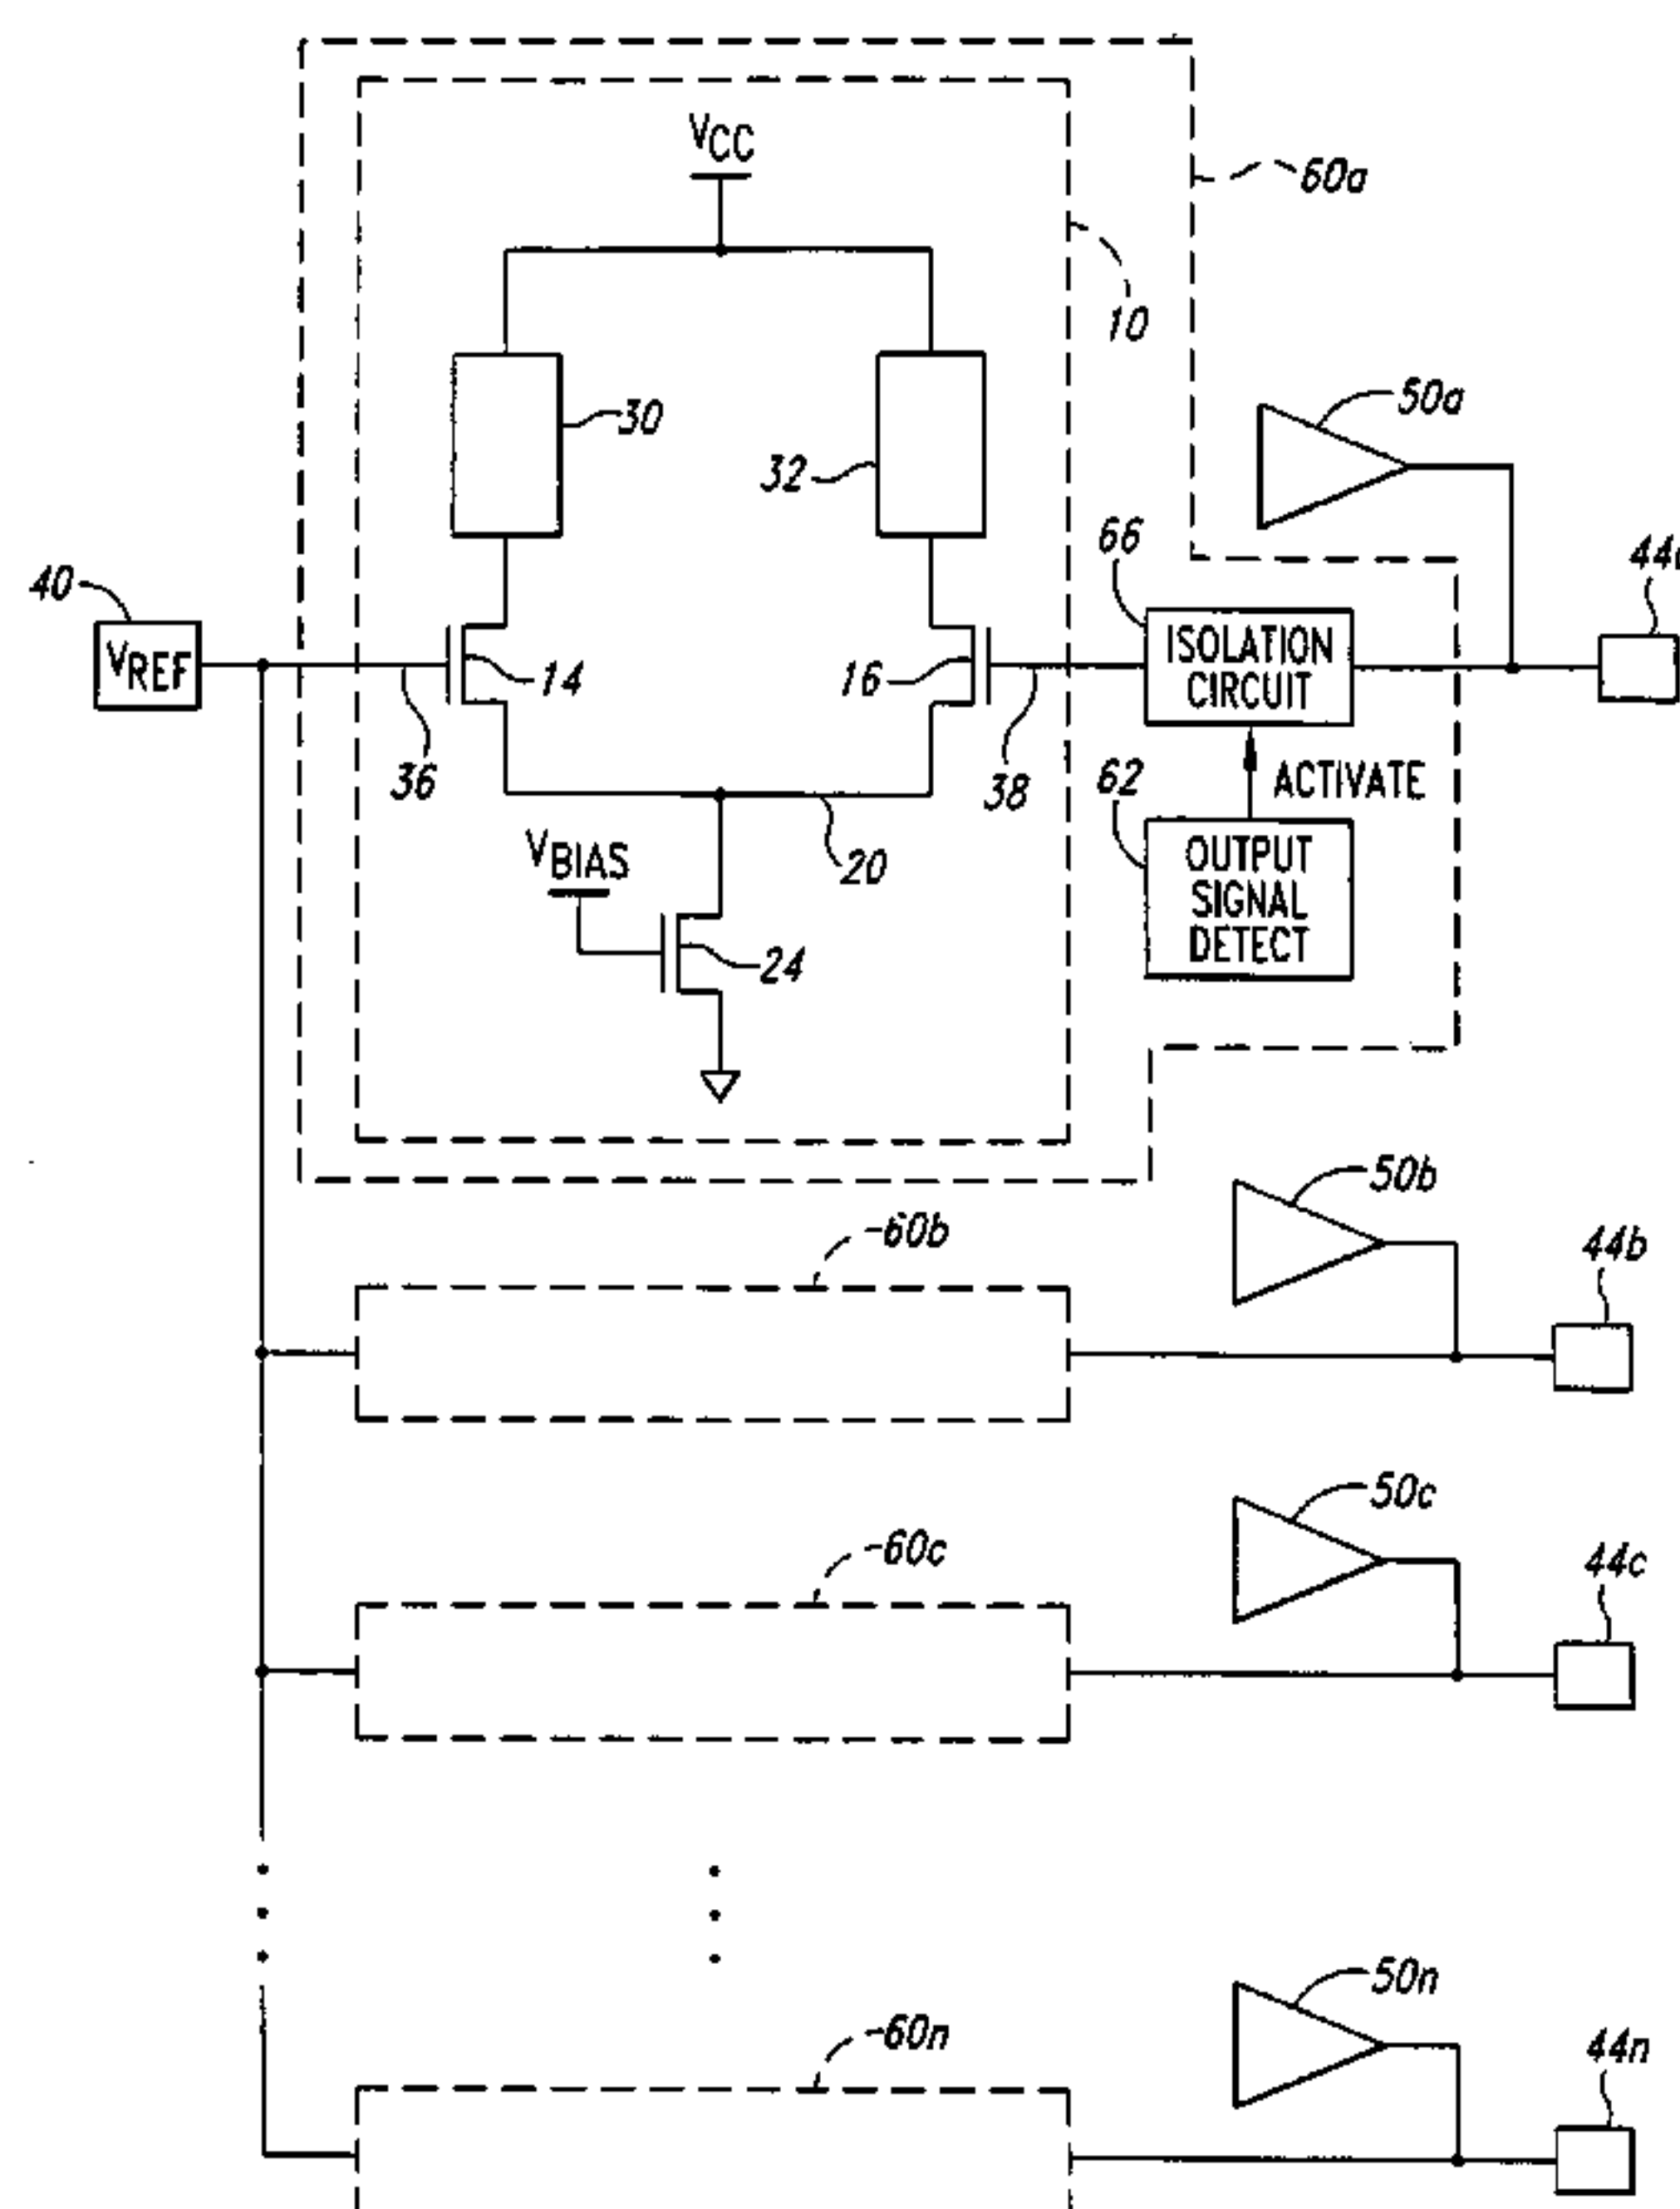 VCC
60a
10
50a
30
32
66
40
VREF
ISOLATION
CIRCUIT
14
16
36
38
62
ACTIVATE
VBIAS
20
OUTPUT
SIGNAL
DETECT
24
50b
60b
44b
50c
60c
44c
50n
60n
44n